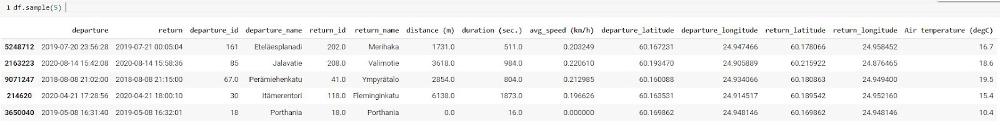 1 df.sample(5)
departure return departure_id departure_name return_id return_name distance (m) duration (sec.) avg_speed (km/h) departure_latitude departure_longitude return_latitude return_longitude Air temperature (degC)
5248712 2019-07-20 23:56:28 2019-07-21 00:05:04 161 Eteläesplanadi 202.0 Merihaka 1731.0 511.0 0.203249 60.167231 24.947466 60.178066 24.958452 16.7
2163223 2020-08-14 15:42:08 2020-08-14 15:58:36 85 Jalavatie 208.0 Valimotie 3618.0 984.0 0.220610 60.193470 24.905889 60.215922 24.876465 18.6
9071247 2018-08-08 21:02:00 2018-08-08 21:15:00 67.0 Perämiehenkatu 41.0 Ympyrätalo 2854.0 804.0 0.212985 60.160088 24.934066 60.180863 24.949400 19.5
214620 2020-04-21 17:28:56 2020-04-21 18:00:10 30 Itämerentori 118.0 Fleminginkatu 6138.0 1873.0 0.196626 60.163531 24.914517 60.189542 24.952160 15.4
3650040 2019-05-08 16:31:40 2019-05-08 16:32:01 18 Porthania 18.0 Porthania 0.0 16.0 0.000000 60.169862 24.948146 60.169862 24.948146 10.4